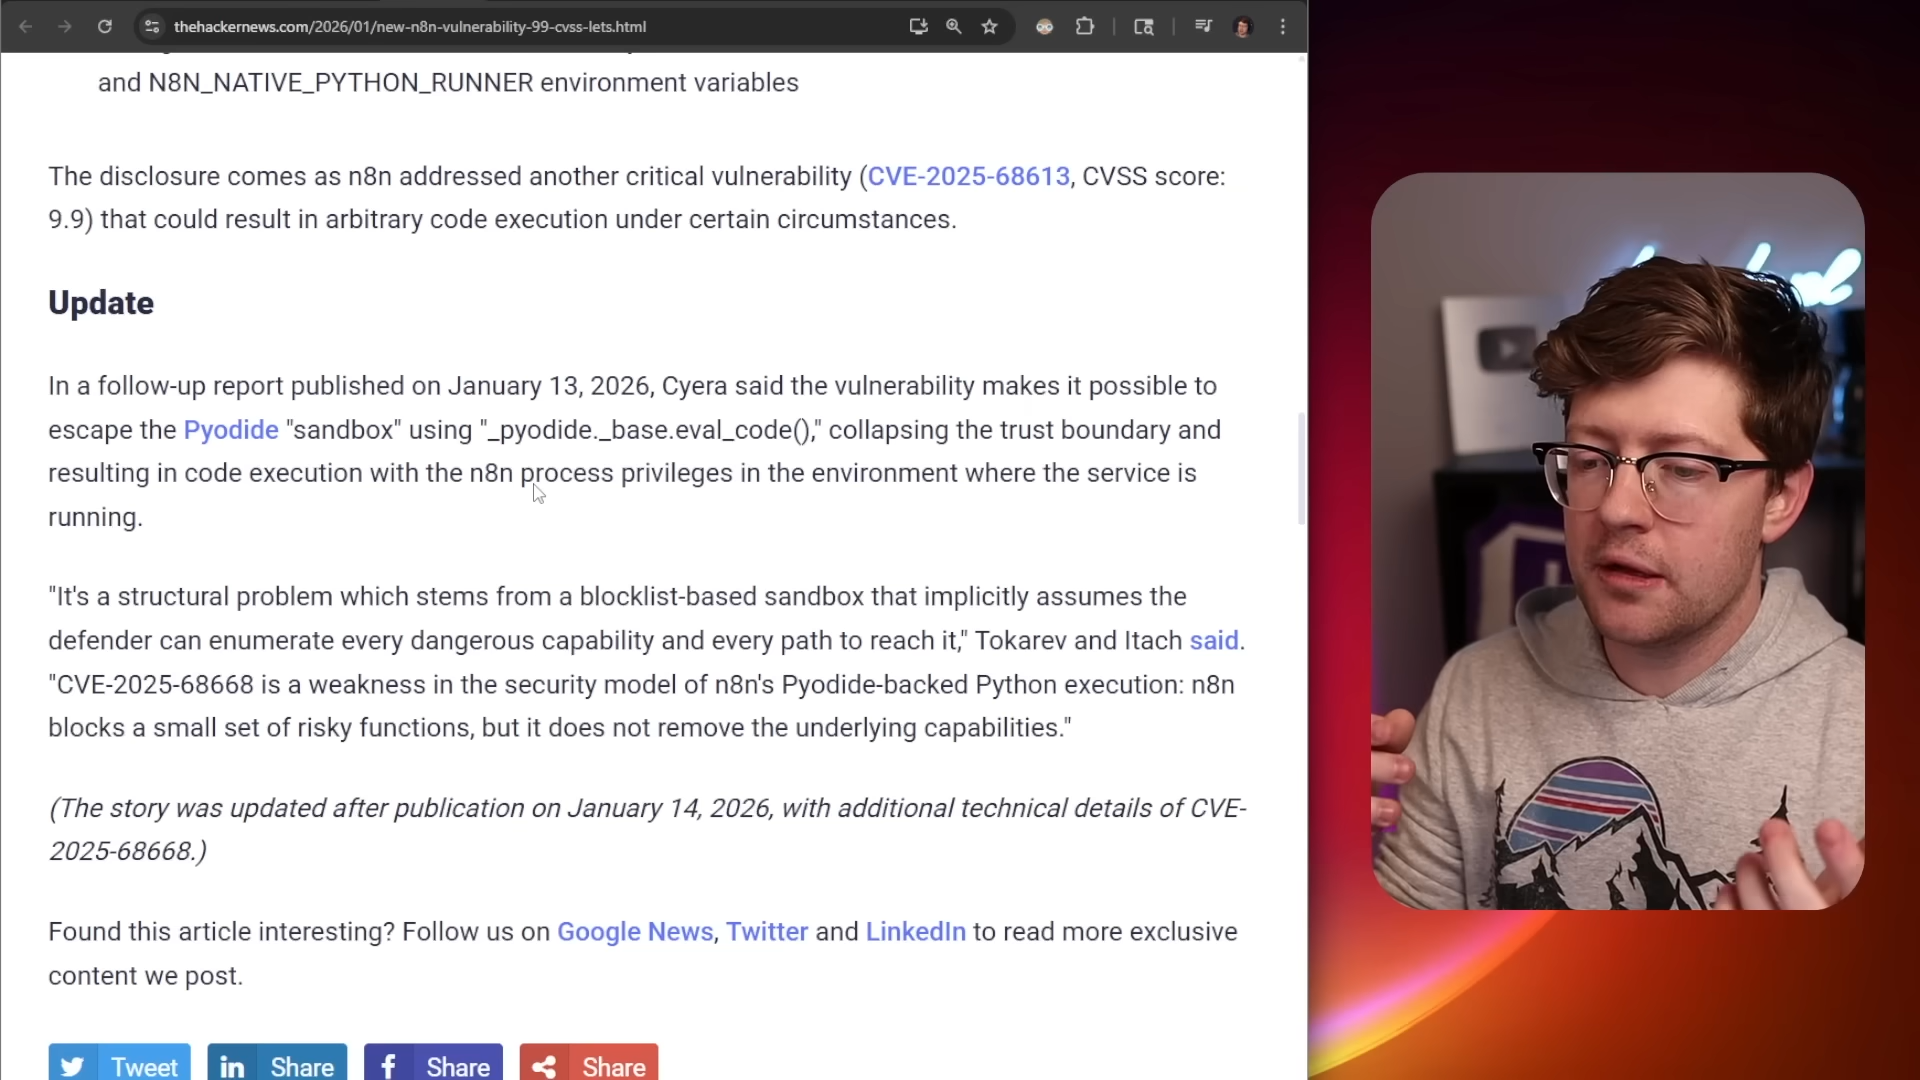 thehackernews.com/2026/01/new-n8n-vulnerability-99-cvss-lets.html
and N8N_NATIVE_PYTHON_RUNNER environment variables
The disclosure comes as n8n addressed another critical vulnerability (CVE-2025-68613, CVSS score:
9.9) that could result in arbitrary code execution under certain circumstances.
Update
In a follow-up report published on January 13, 2026, Cyera said the vulnerability makes it possible to
escape the Pyodide "sandbox" using "_pyodide._base.eval_code()," collapsing the trust boundary and
resulting in code execution with the n8n process privileges in the environment where the service is
running.
"It's a structural problem which stems from a blocklist-based sandbox that implicitly assumes the
defender can enumerate every dangerous capability and every path to reach it," Tokarev and Itach said.
"CVE-2025-68668 is a weakness in the security model of n8n's Pyodide-backed Python execution: n8n
blocks a small set of risky functions, but it does not remove the underlying capabilities."
(The story was updated after publication on January 14, 2026, with additional technical details of CVE-
2025-68668.)
Found this article interesting? Follow us on Google News, Twitter and LinkedIn to read more exclusive
content we post.
Tweet
Share
Share
Share